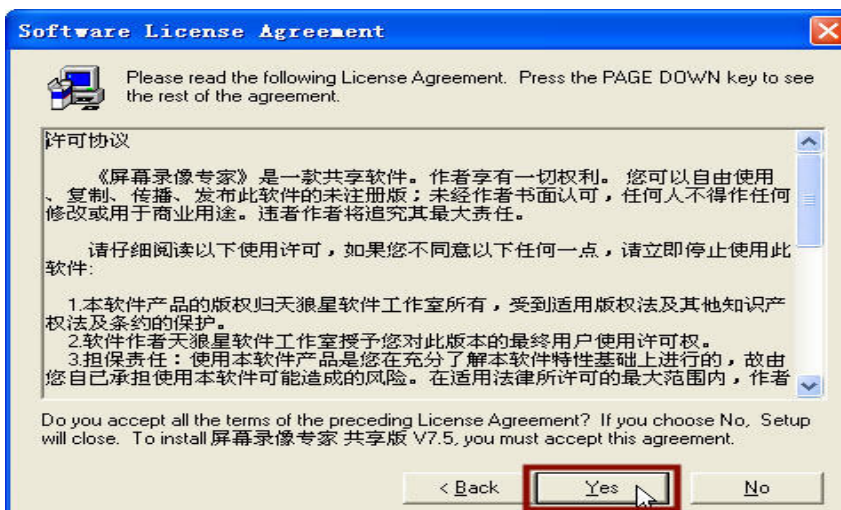 Software License Agreement
Please read the following License Agreement. Press the PAGE DOWN key to see
the rest of the agreement.
许可协议
《屏幕录像专家》是一款共享软件。作者享有一切权利。 您可以自由使用
、复制、传播、发布此软件的未注册版；未经作者书面认可，任何人不得作任何
修改或用于商业用途。违者作者将追究其最大责任。
请仔细阅读以下使用许可，如果您不同意以下任何一点，请立即停止使用此
软件:
1.本软件产品的版权归天狼星软件工作室所有，受到适用版权法及其他知识产
权法及条约的保护。
2.软件作者天狼星软件工作室授予您对此版本的最终用户使用许可权。
3.担保责任：使用本软件产品是您在充分了解本软件特性基础上进行的，故由
您自已承担使用本软件可能造成的风险。在适用法律所许可的最大范围内，作者
Do you accept all the terms of the preceding License Agreement? If you choose No, Setup
will close. To install 屏幕录像专家 共享版 V7.5, you must accept this agreement.
< Back
Yes
No